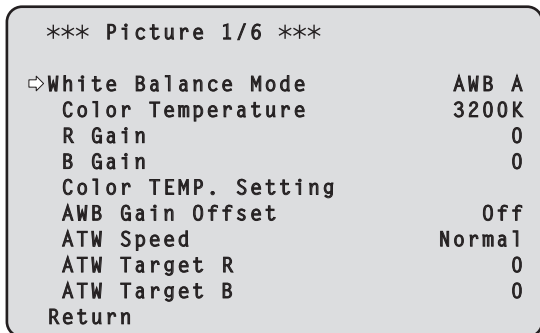 *** Picture 1/6 ***
⇨White Balance Mode AWB A
Color Temperature 3200K
R Gain 0
B Gain 0
Color TEMP. Setting
AWB Gain Offset Off
ATW Speed Normal
ATW Target R 0
ATW Target B 0
Return